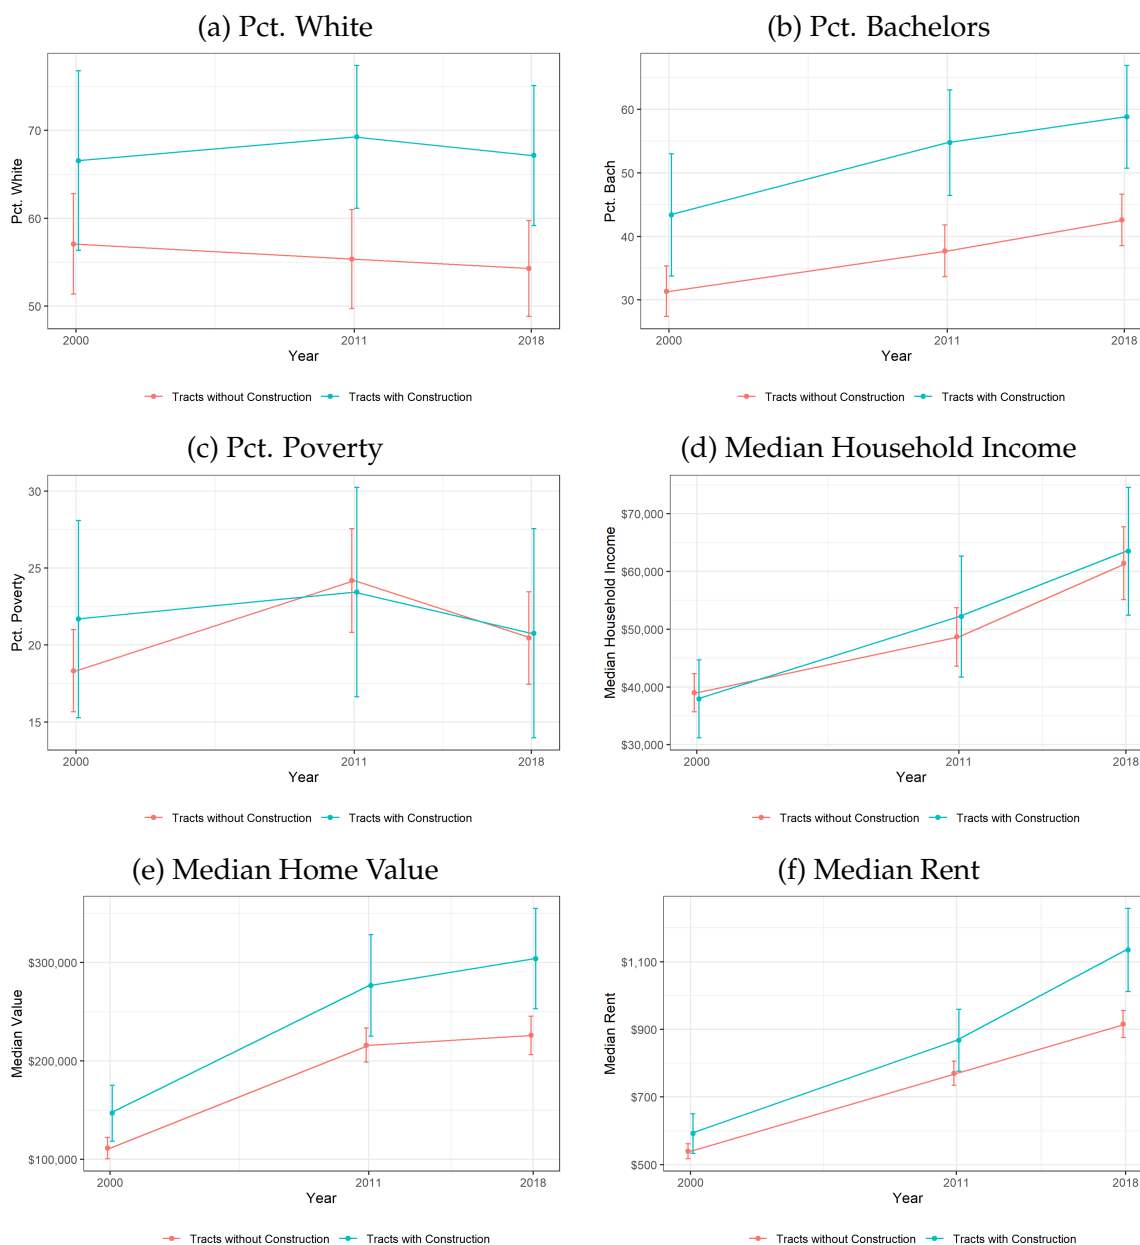 (a) Pct. White
Pct. White
70
60
50
2000
2011
2018
Year
Tracts without Construction
Tracts with Construction
(b) Pct. Bachelors
Pct. Bach
60
50
40
30
2000
2011
2018
Year
Tracts without Construction
Tracts with Construction
(c) Pct. Poverty
Pct. Poverty
30
25
20
15
2000
2011
2018
Year
Tracts without Construction
Tracts with Construction
(d) Median Household Income
Median Household Income
$70,000
$60,000
$50,000
$40,000
$30,000
2000
2011
2018
Year
Tracts without Construction
Tracts with Construction
(e) Median Home Value
Median Value
$300,000
$200,000
$100,000
2000
2011
2018
Year
Tracts without Construction
Tracts with Construction
(f) Median Rent
Median Rent
$1,100
$900
$700
$500
2000
2011
2018
Year
Tracts without Construction
Tracts with Construction